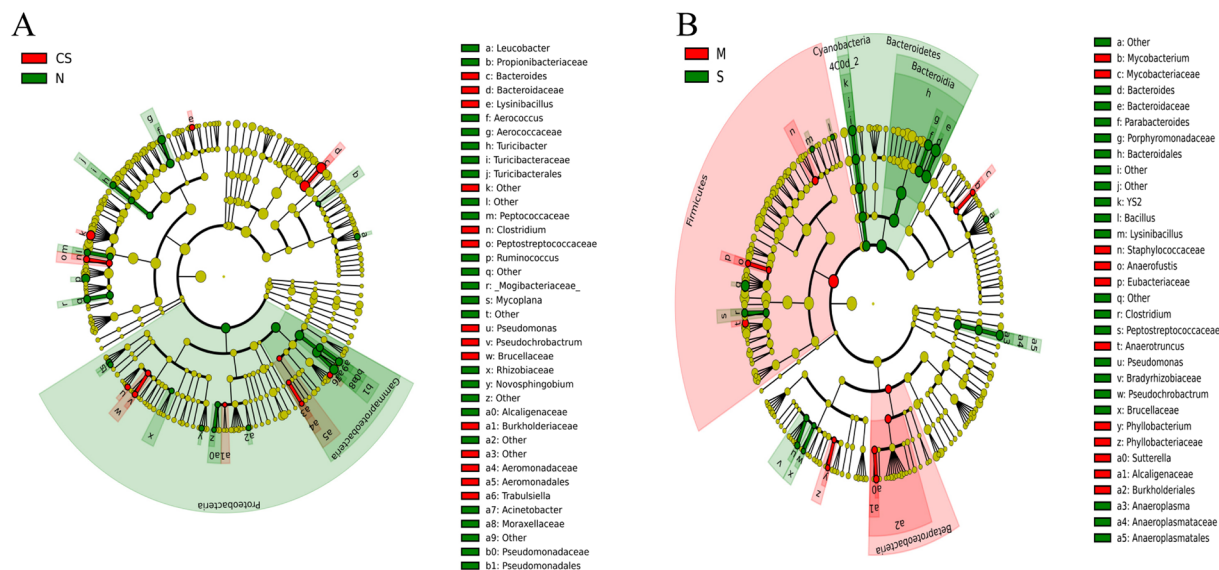 A
CS
N
a: Leucobacter
b: Propionibacteriaceae
c: Bacteroides
d: Bacteroidaceae
e: Lysinibacillus
f: Aerococcus
g: Aerococcaceae
h: Turicibacter
i: Turicibacteraceae
j: Turicibacterales
k: Other
l: Other
m: Peptococcaceae
n: Clostridium
o: Peptostreptococcaceae
p: Ruminococcus
q: Other
r: _Mogibacteriaceae_
s: Mycoplana
t: Other
u: Pseudomonas
v: Pseudochrobactrum
w: Brucellaceae
x: Rhizobiaceae
y: Novosphingobium
z: Other
a0: Alcaligenaceae
a1: Burkholderiaceae
a2: Other
a3: Other
a4: Aeromonadaceae
a5: Aeromonadales
a6: Trabulsiella
a7: Acinetobacter
a8: Moraxellaceae
a9: Other
b0: Pseudomonadaceae
b1: Pseudomonadales
Gammaproteobacteria
Proteobacteria
B
M
S
Cyanobacteria
Bacteroidetes
4C0d_2
Bacteroidia
Firmicutes
Betaproteobacteria
a: Other
b: Mycobacterium
c: Mycobacteriaceae
d: Bacteroides
e: Bacteroidaceae
f: Parabacteroides
g: Porphyromonadaceae
h: Bacteroidales
i: Other
j: Other
k: YS2
l: Bacillus
m: Lysinibacillus
n: Staphylococcaceae
o: Anaerofustis
p: Eubacteriaceae
q: Other
r: Clostridium
s: Peptostreptococcaceae
t: Anaerotruncus
u: Pseudomonas
v: Bradyrhizobiaceae
w: Pseudochrobactrum
x: Brucellaceae
y: Phyllobacterium
z: Phyllobacteriaceae
a0: Sutterella
a1: Alcaligenaceae
a2: Burkholderiales
a3: Anaeroplasma
a4: Anaeroplasmataceae
a5: Anaeroplasmatales